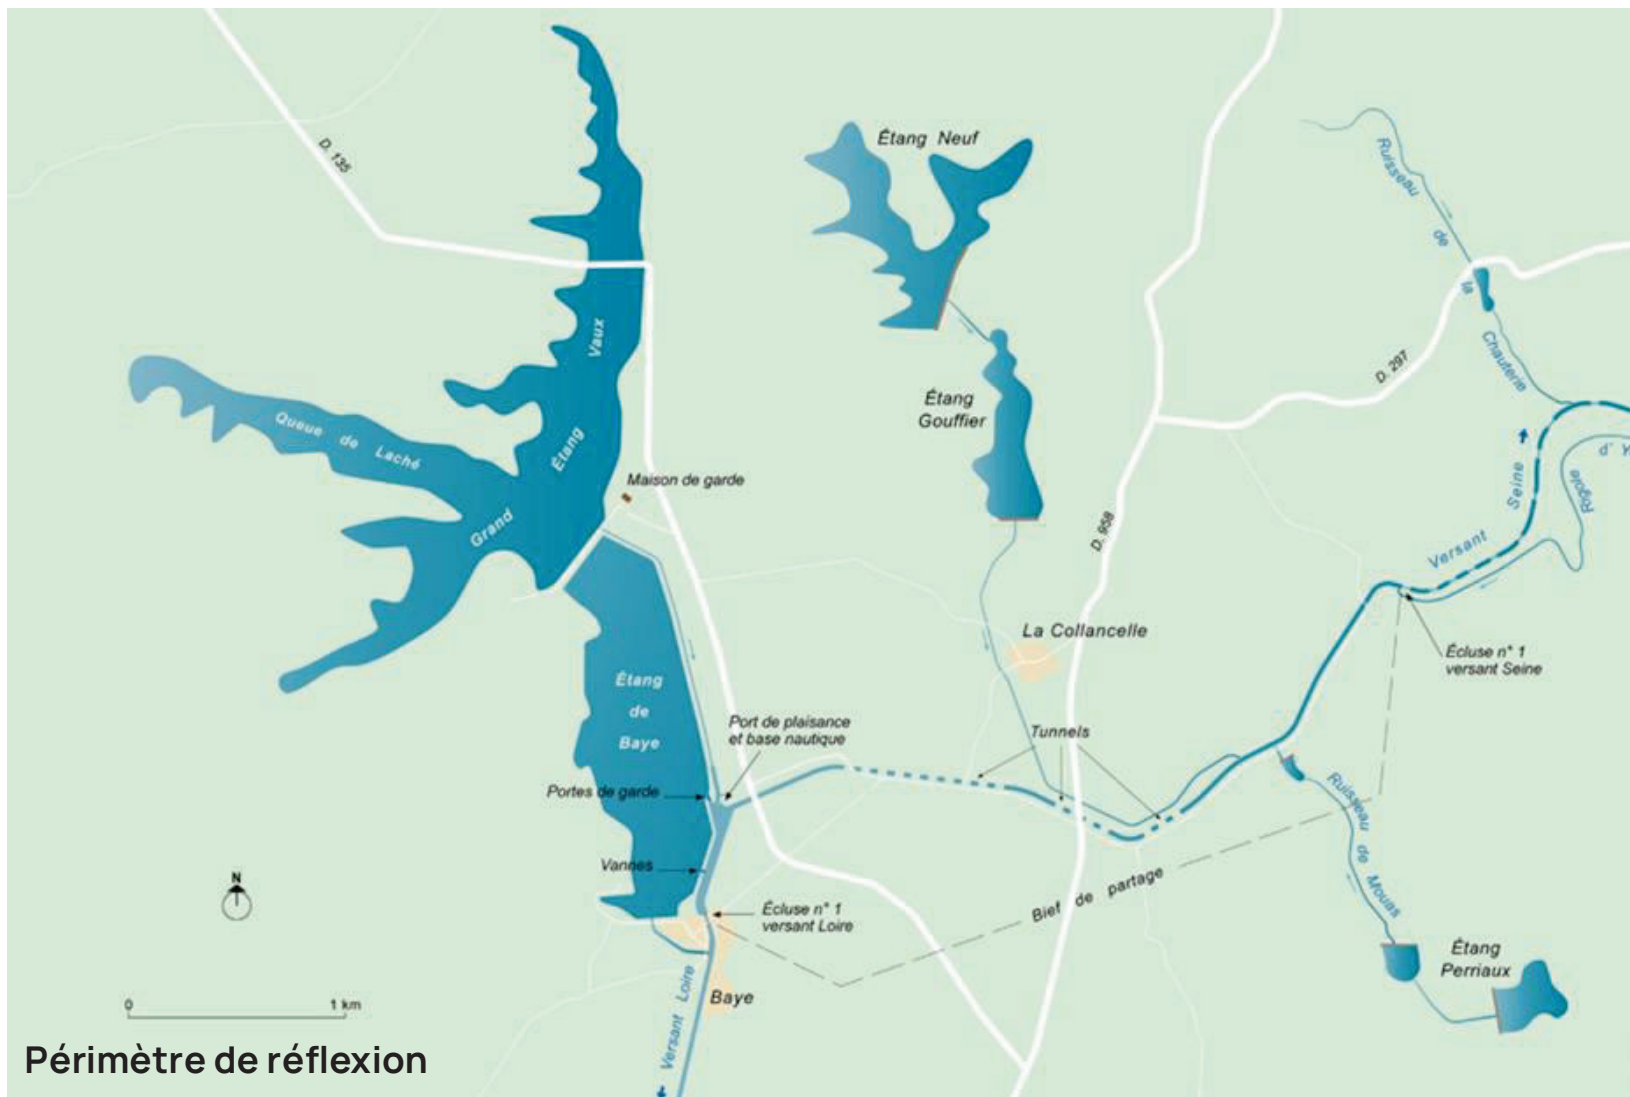 D. 135
Étang Neuf
Ruisseau
de
la
Chauterie
Vaux
Étang
Grand
Queue de Laché
Étang
Gouffier
D. 297
Maison de garde
D. 958
Seine
Versant
Rigole
d' Y
La Collancelle
Écluse n° 1
versant Seine
Étang
de
Baye
Port de plaisance
et base nautique
Tunnels
Portes de garde
Vannes
Ruisseau de Mouas
Bief de partage
N
Écluse n° 1
versant Loire
Étang
Perriaux
Baye
Versant Loire
0
1 km
Périmètre de réflexion